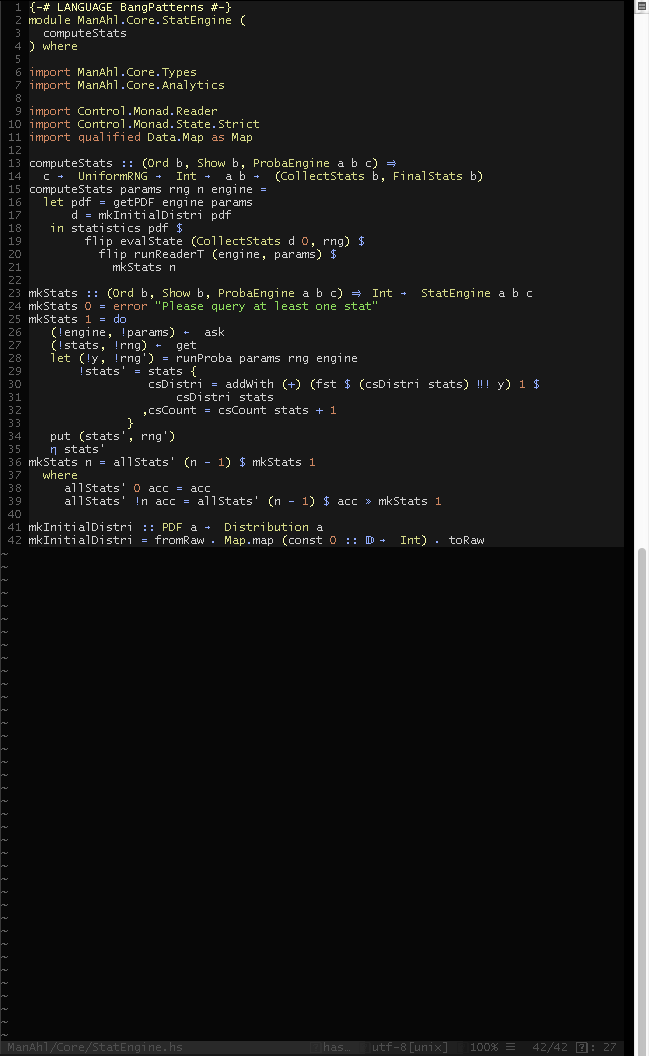 1 {-# LANGUAGE BangPatterns #-}
2 module ManAhl.Core.StatEngine (
3   computeStats
4 ) where
5
6 import ManAhl.Core.Types
7 import ManAhl.Core.Analytics
8
9 import Control.Monad.Reader
10 import Control.Monad.State.Strict
11 import qualified Data.Map as Map
12
13 computeStats :: (Ord b, Show b, ProbaEngine a b c) ⇒
14   c → UniformRNG → Int → a b → (CollectStats b, FinalStats b)
15 computeStats params rng n engine =
16   let pdf = getPDF engine params
17       d = mkInitialDistri pdf
18    in statistics pdf $
19         flip evalState (CollectStats d 0, rng) $
20           flip runReaderT (engine, params) $
21             mkStats n
22
23 mkStats :: (Ord b, Show b, ProbaEngine a b c) ⇒ Int → StatEngine a b c
24 mkStats 0 = error "Please query at least one stat"
25 mkStats 1 = do
26    (!engine, !params) ← ask
27    (!stats, !rng) ← get
28    let (!y, !rng') = runProba params rng engine
29        !stats' = stats {
30                  csDistri = addWith (+) (fst $ (csDistri stats) !!! y) 1 $
31                      csDistri stats
32                 ,csCount = csCount stats + 1
33               }
34    put (stats', rng')
35    η stats'
36 mkStats n = allStats' (n - 1) $ mkStats 1
37   where
38      allStats' 0 acc = acc
39      allStats' !n acc = allStats' (n - 1) $ acc » mkStats 1
40
41 mkInitialDistri :: PDF a → Distribution a
42 mkInitialDistri = fromRaw . Map.map (const 0 :: 𝔻 → Int) . toRaw
ManAhl/Core/StatEngine.hs has… utf-8[unix] 100% ☰ 42/42 [?]: 27